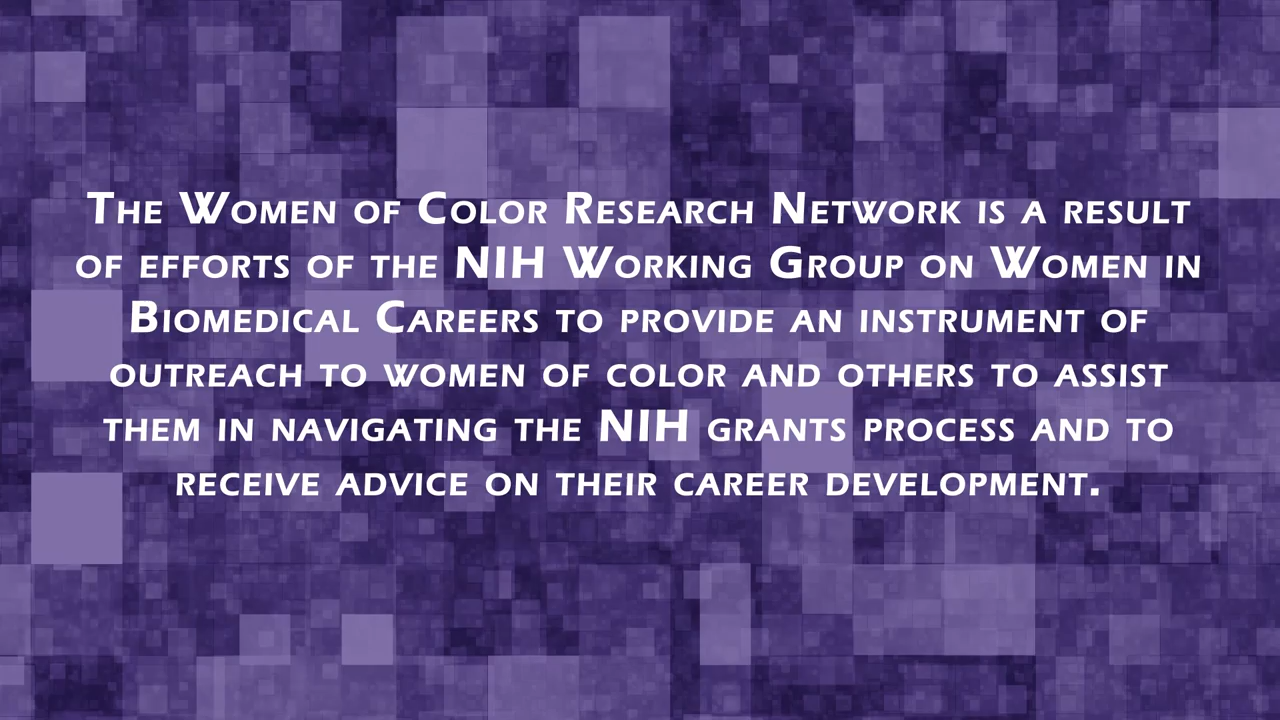 The Women of Color Research Network is a result
of efforts of the NIH Working Group on Women in
Biomedical Careers to provide an instrument of
outreach to women of color and others to assist
them in navigating the NIH grants process and to
receive advice on their career development.